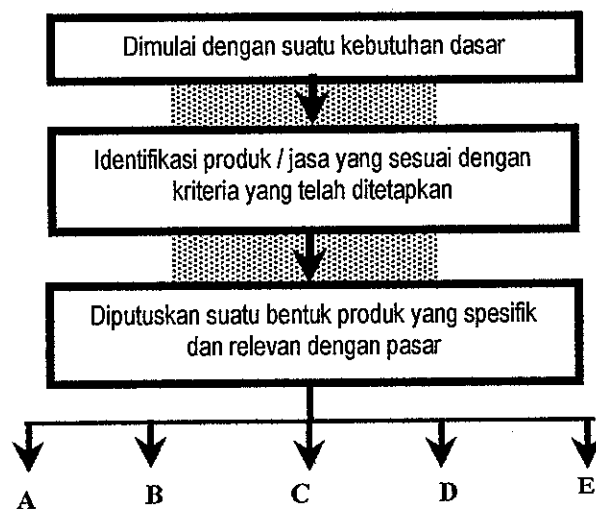 Dimulai dengan suatu kebutuhan dasar
Identifikasi produk / jasa yang sesuai dengan
kriteria yang telah ditetapkan
Diputuskan suatu bentuk produk yang spesifik
dan relevan dengan pasar
A B C D E